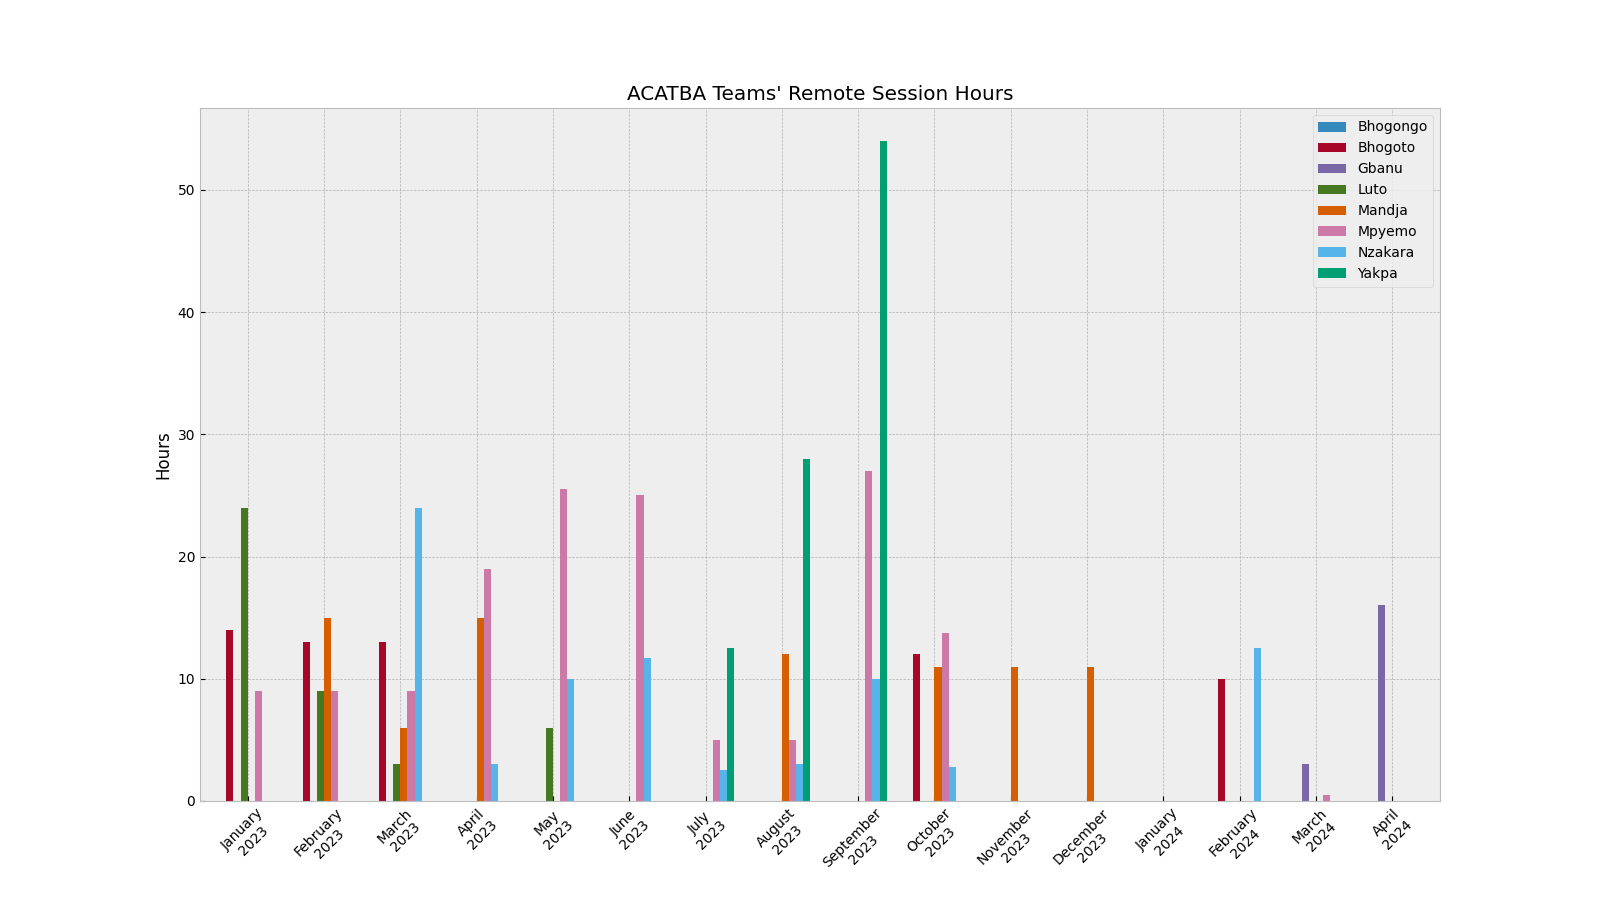 ACATBA Teams' Remote Session Hours
Bhogongo
Bhogoto
Gbanu
Luto
Mandja
Mpyemo
Nzakara
Yakpa
Hours
50
40
30
20
10
0
January
2023
February
2023
March
2023
April
2023
May
2023
June
2023
July
2023
August
2023
September
2023
October
2023
November
2023
December
2023
January
2024
February
2024
March
2024
April
2024